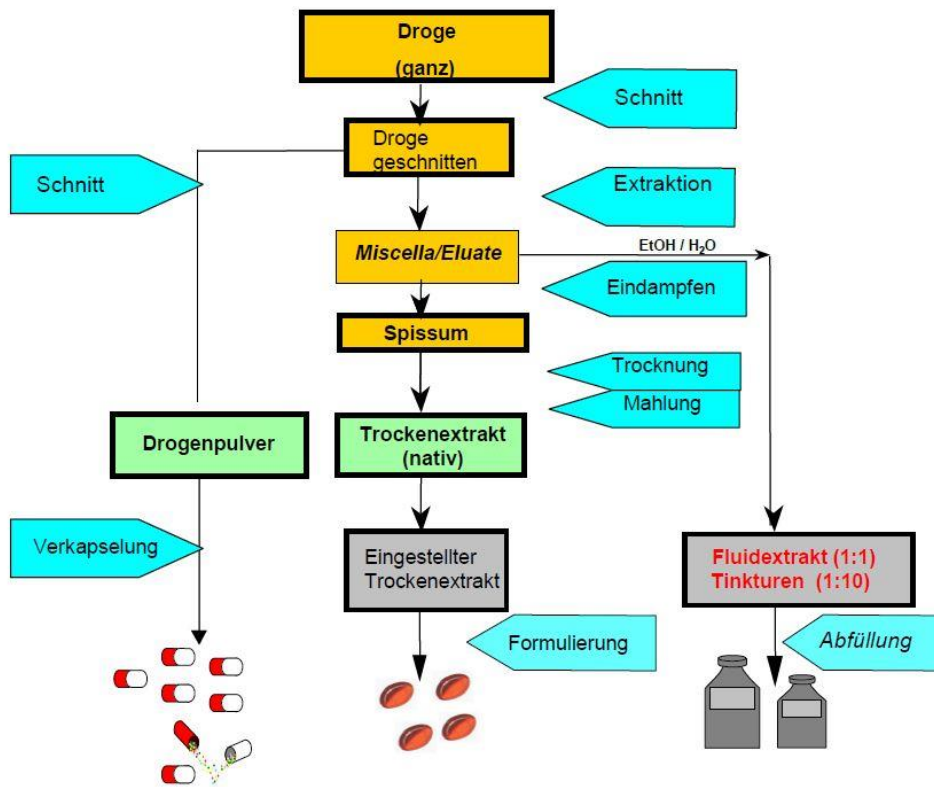 Droge
(ganz)
Schnitt
Droge
geschnitten
Schnitt
Extraktion
Miscella/Eluate
EtOH / H₂O
Eindampfen
Spissum
Trocknung
Mahlung
Drogenpulver
Trockenextrakt
(nativ)
Verkapselung
Eingestellter
Trockenextrakt
Fluidextrakt (1:1)
Tinkturen (1:10)
Formulierung
Abfüllung